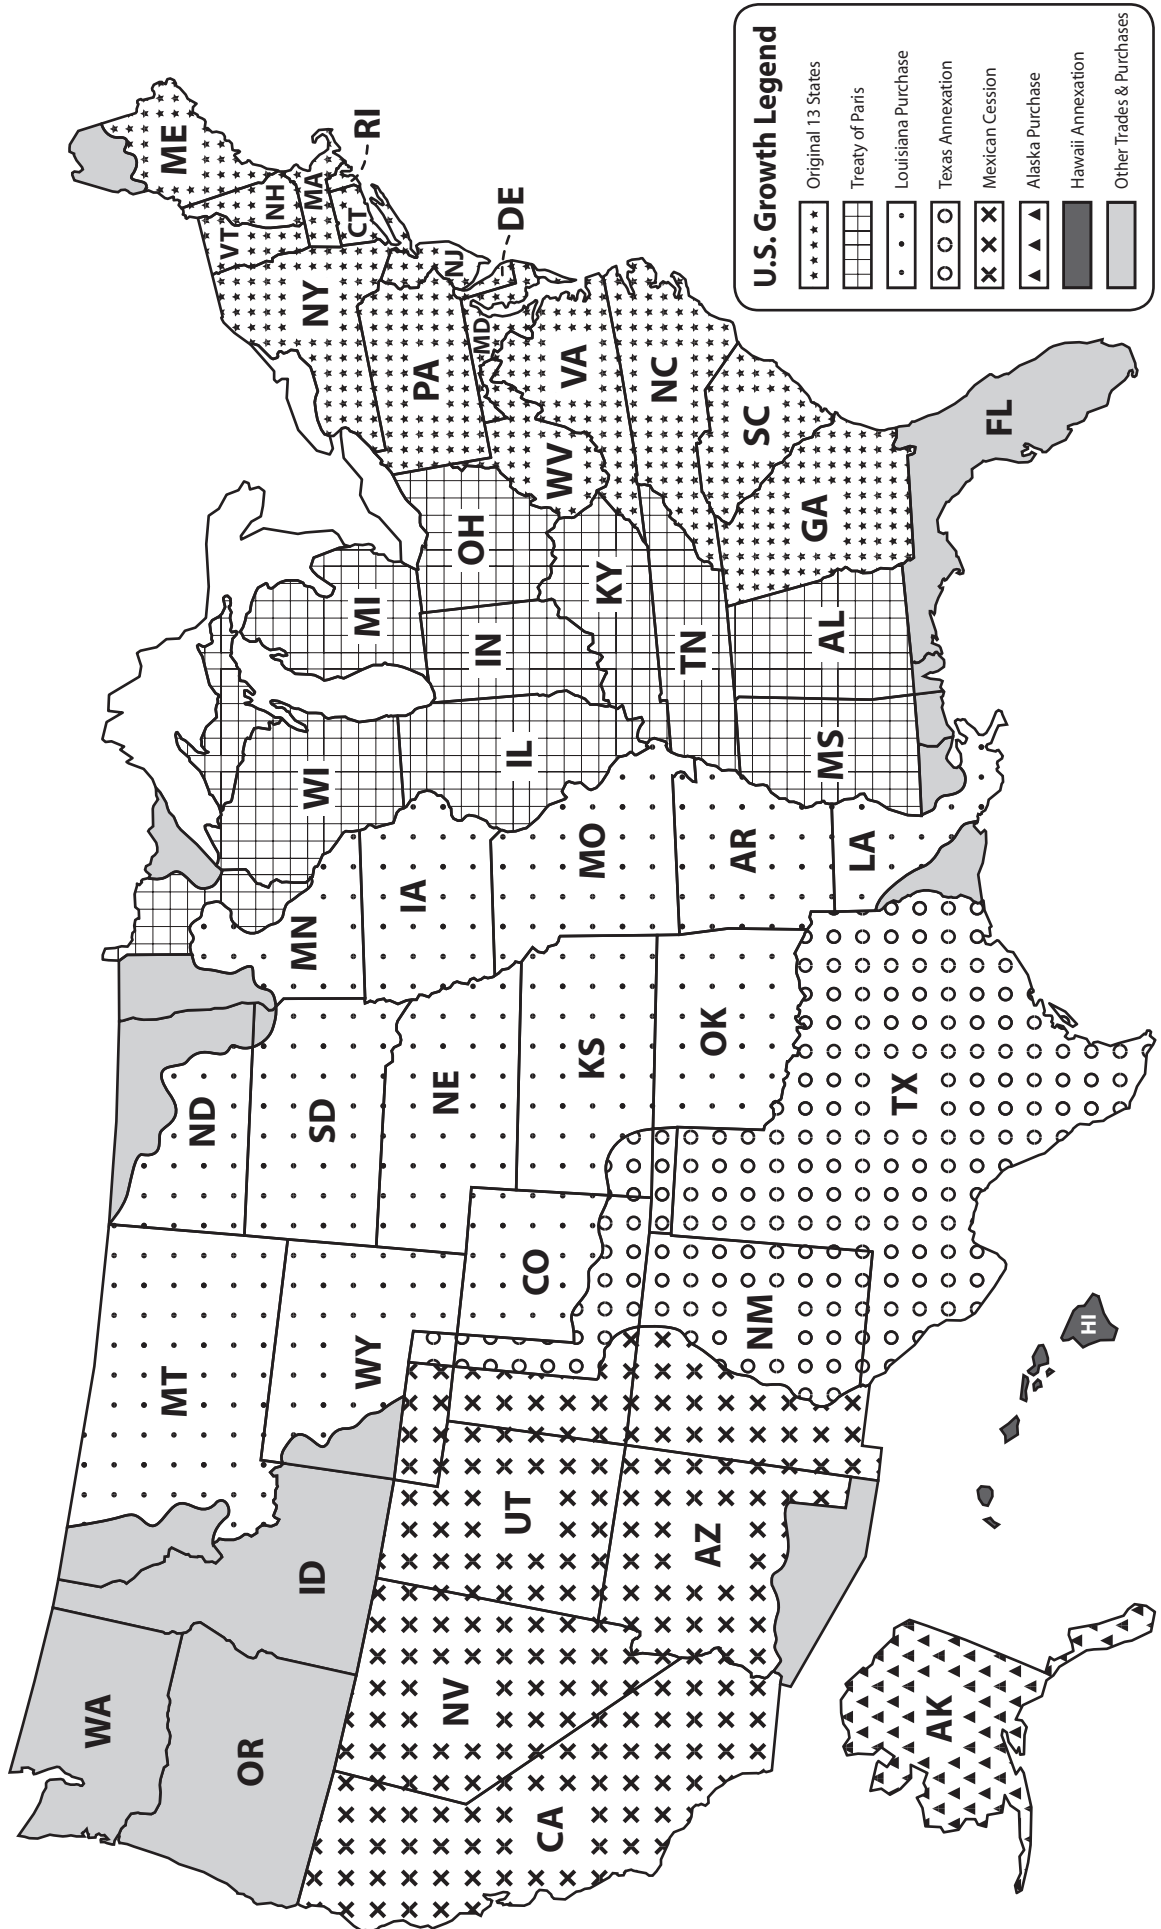 WA
OR
CA
NV
ID
MT
WY
UT
AZ
CO
NM
ND
SD
NE
KS
OK
TX
MN
IA
MO
AR
LA
WI
IL
MS
MI
IN
OH
KY
TN
AL
GA
FL
SC
NC
VA
WV
PA
MD
NJ
DE
NY
VT
NH
MA
CT
RI
ME
AK
HI
U.S. Growth Legend
Original 13 States
Treaty of Paris
Louisiana Purchase
Texas Annexation
Mexican Cession
Alaska Purchase
Hawaii Annexation
Other Trades & Purchases